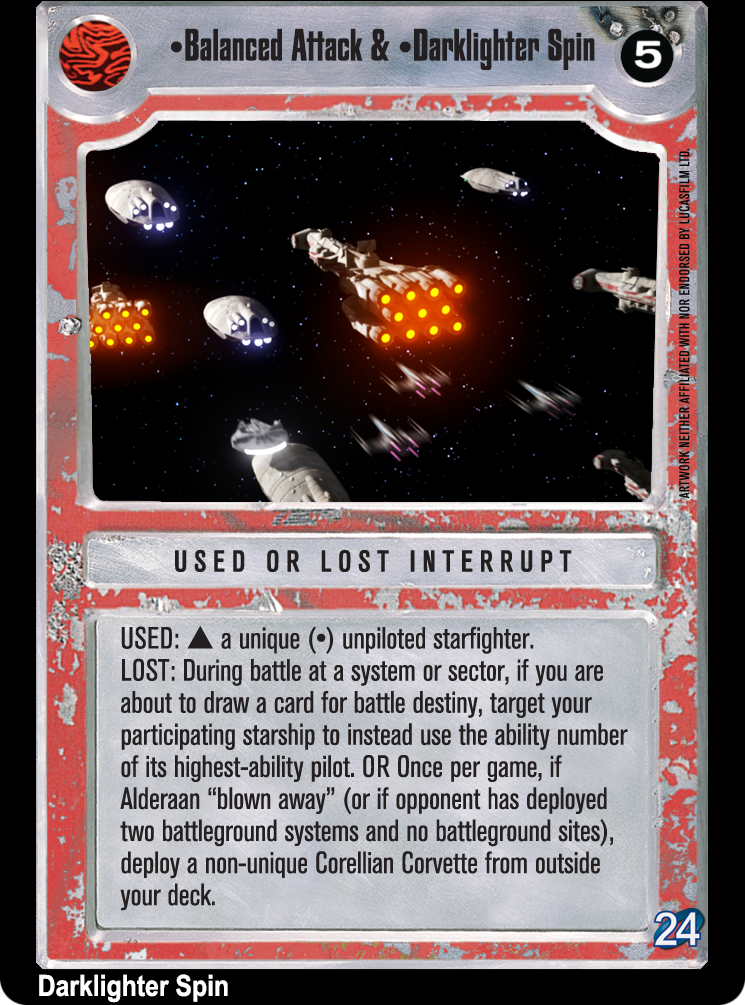 •Balanced Attack & •Darklighter Spin
5
ARTWORK NEITHER AFFILIATED WITH NOR ENDORSED BY LUCASFILM LTD.
USED OR LOST INTERRUPT
USED: ▲ a unique (•) unpiloted starfighter.
LOST: During battle at a system or sector, if you are
about to draw a card for battle destiny, target your
participating starship to instead use the ability number
of its highest-ability pilot. OR Once per game, if
Alderaan “blown away” (or if opponent has deployed
two battleground systems and no battleground sites),
deploy a non-unique Corellian Corvette from outside
your deck.
24
Darklighter Spin